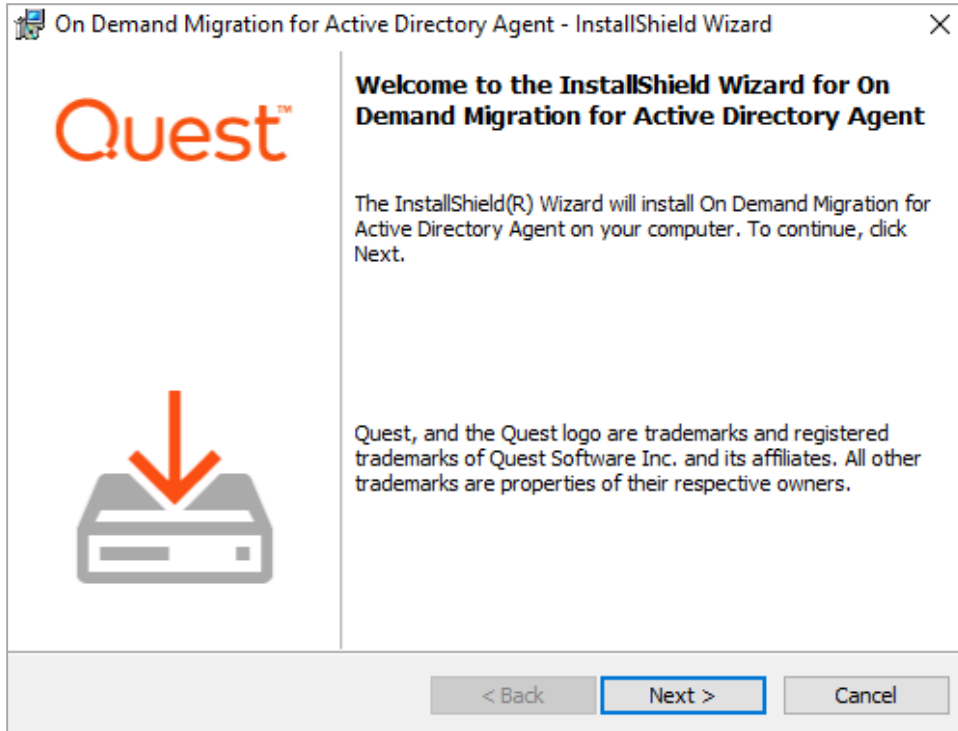 On Demand Migration for Active Directory Agent - InstallShield Wizard
Quest™
Welcome to the InstallShield Wizard for On
Demand Migration for Active Directory Agent
The InstallShield(R) Wizard will install On Demand Migration for
Active Directory Agent on your computer. To continue, click
Next.
Quest, and the Quest logo are trademarks and registered
trademarks of Quest Software Inc. and its affiliates. All other
trademarks are properties of their respective owners.
< Back
Next >
Cancel